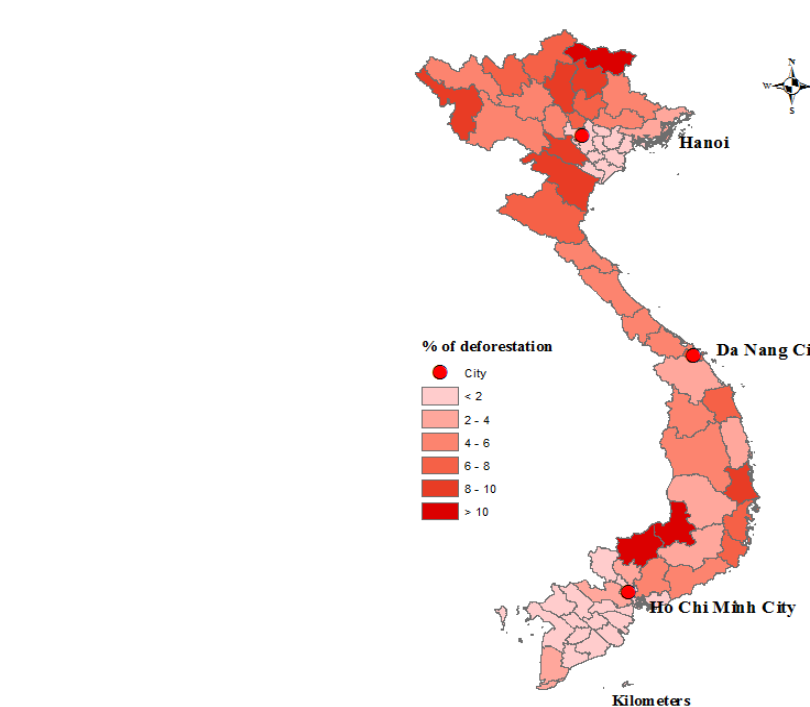 N
W
S
Hanoi
Da Nang Ci
% of deforestation
City
< 2
2 - 4
4 - 6
6 - 8
8 - 10
> 10
Ho Chi Minh City
Kilometers